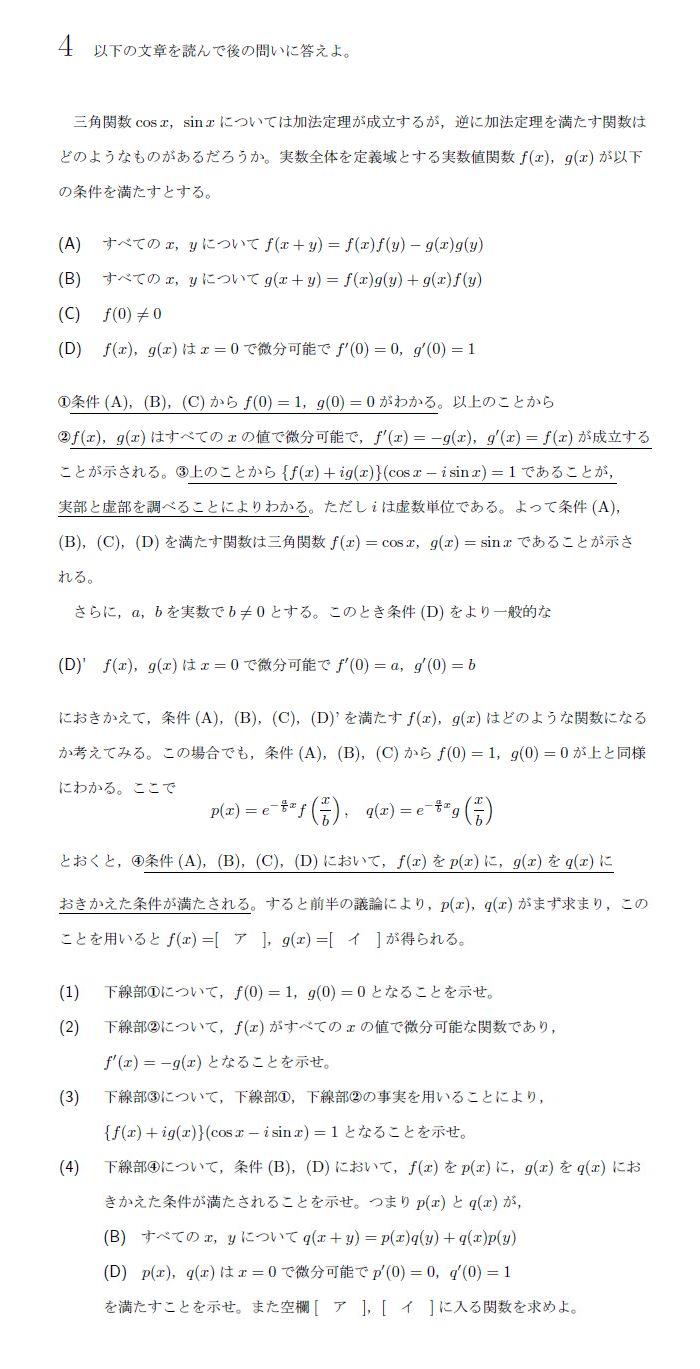 4 以下の文章を読んで後の問いに答えよ。
三角関数 cos x, sin x については加法定理が成立するが，逆に加法定理を満たす関数は
どのようなものがあるだろうか。実数全体を定義域とする実数値関数 f(x), g(x) が以下
の条件を満たすとする。
(A) すべての x, y について f(x + y) = f(x)f(y) − g(x)g(y)
(B) すべての x, y について g(x + y) = f(x)g(y) + g(x)f(y)
(C) f(0) ≠ 0
(D) f(x), g(x) は x = 0 で微分可能で f′(0) = 0, g′(0) = 1
①条件 (A), (B), (C) から f(0) = 1, g(0) = 0 がわかる。以上のことから
②f(x), g(x) はすべての x の値で微分可能で，f′(x) = −g(x), g′(x) = f(x) が成立する
ことが示される。③上のことから {f(x) + ig(x)}(cos x − i sin x) = 1 であることが，
実部と虚部を調べることによりわかる。ただし i は虚数単位である。よって条件 (A),
(B), (C), (D) を満たす関数は三角関数 f(x) = cos x, g(x) = sin x であることが示さ
れる。
さらに，a, b を実数で b ≠ 0 とする。このとき条件 (D) をより一般的な
(D)' f(x), g(x) は x = 0 で微分可能で f′(0) = a, g′(0) = b
におきかえて，条件 (A), (B), (C), (D)' を満たす f(x), g(x) はどのような関数になる
か考えてみる。この場合でも，条件 (A), (B), (C) から f(0) = 1, g(0) = 0 が上と同様
にわかる。ここで
p(x) = e^{−\frac{a}{b}x} f(\frac{x}{b}), q(x) = e^{−\frac{a}{b}x} g(\frac{x}{b})
とおくと，④条件 (A), (B), (C), (D) において，f(x) を p(x) に，g(x) を q(x) に
おきかえた条件が満たされる。すると前半の議論により，p(x), q(x) がまず求まり，この
ことを用いると f(x) =[ ア ], g(x) =[ イ ] が得られる。
(1) 下線部①について，f(0) = 1, g(0) = 0 となることを示せ。
(2) 下線部②について，f(x) がすべての x の値で微分可能な関数であり，
f′(x) = −g(x) となることを示せ。
(3) 下線部③について，下線部①，下線部②の事実を用いることにより，
{f(x) + ig(x)}(cos x − i sin x) = 1 となることを示せ。
(4) 下線部④について，条件 (B), (D) において，f(x) を p(x) に，g(x) を q(x) にお
きかえた条件が満たされることを示せ。つまり p(x) と q(x) が，
(B) すべての x, y について q(x + y) = p(x)q(y) + q(x)p(y)
(D) p(x), q(x) は x = 0 で微分可能で p′(0) = 0, q′(0) = 1
を満たすことを示せ。また空欄 [ ア ], [ イ ] に入る関数を求めよ。